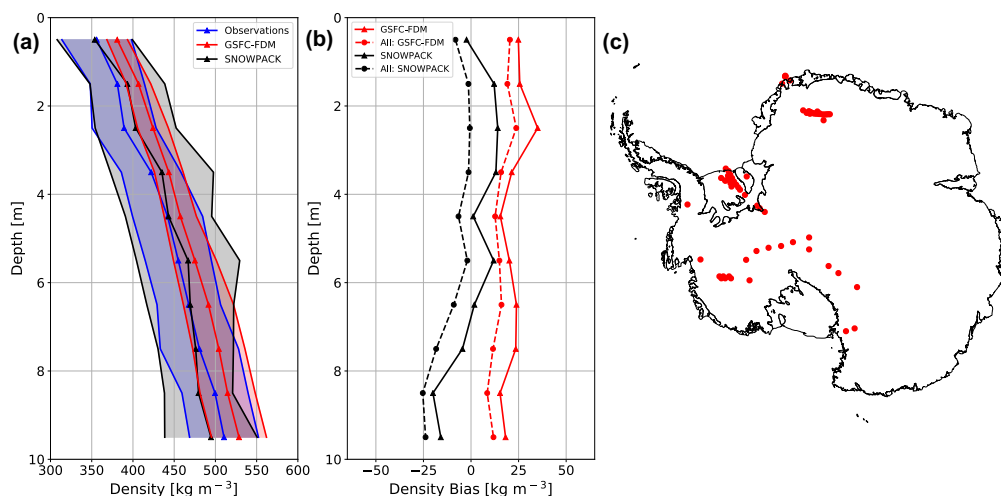 (a)
Observations
GSFC-FDM
SNOWPACK
0
2
4
6
8
10
Depth [m]
300 350 400 450 500 550 600
Density [kg m⁻³]
(b)
GSFC-FDM
All: GSFC-FDM
SNOWPACK
All: SNOWPACK
0
2
4
6
8
10
Depth [m]
−50 −25 0 25 50
Density Bias [kg m⁻³]
(c)